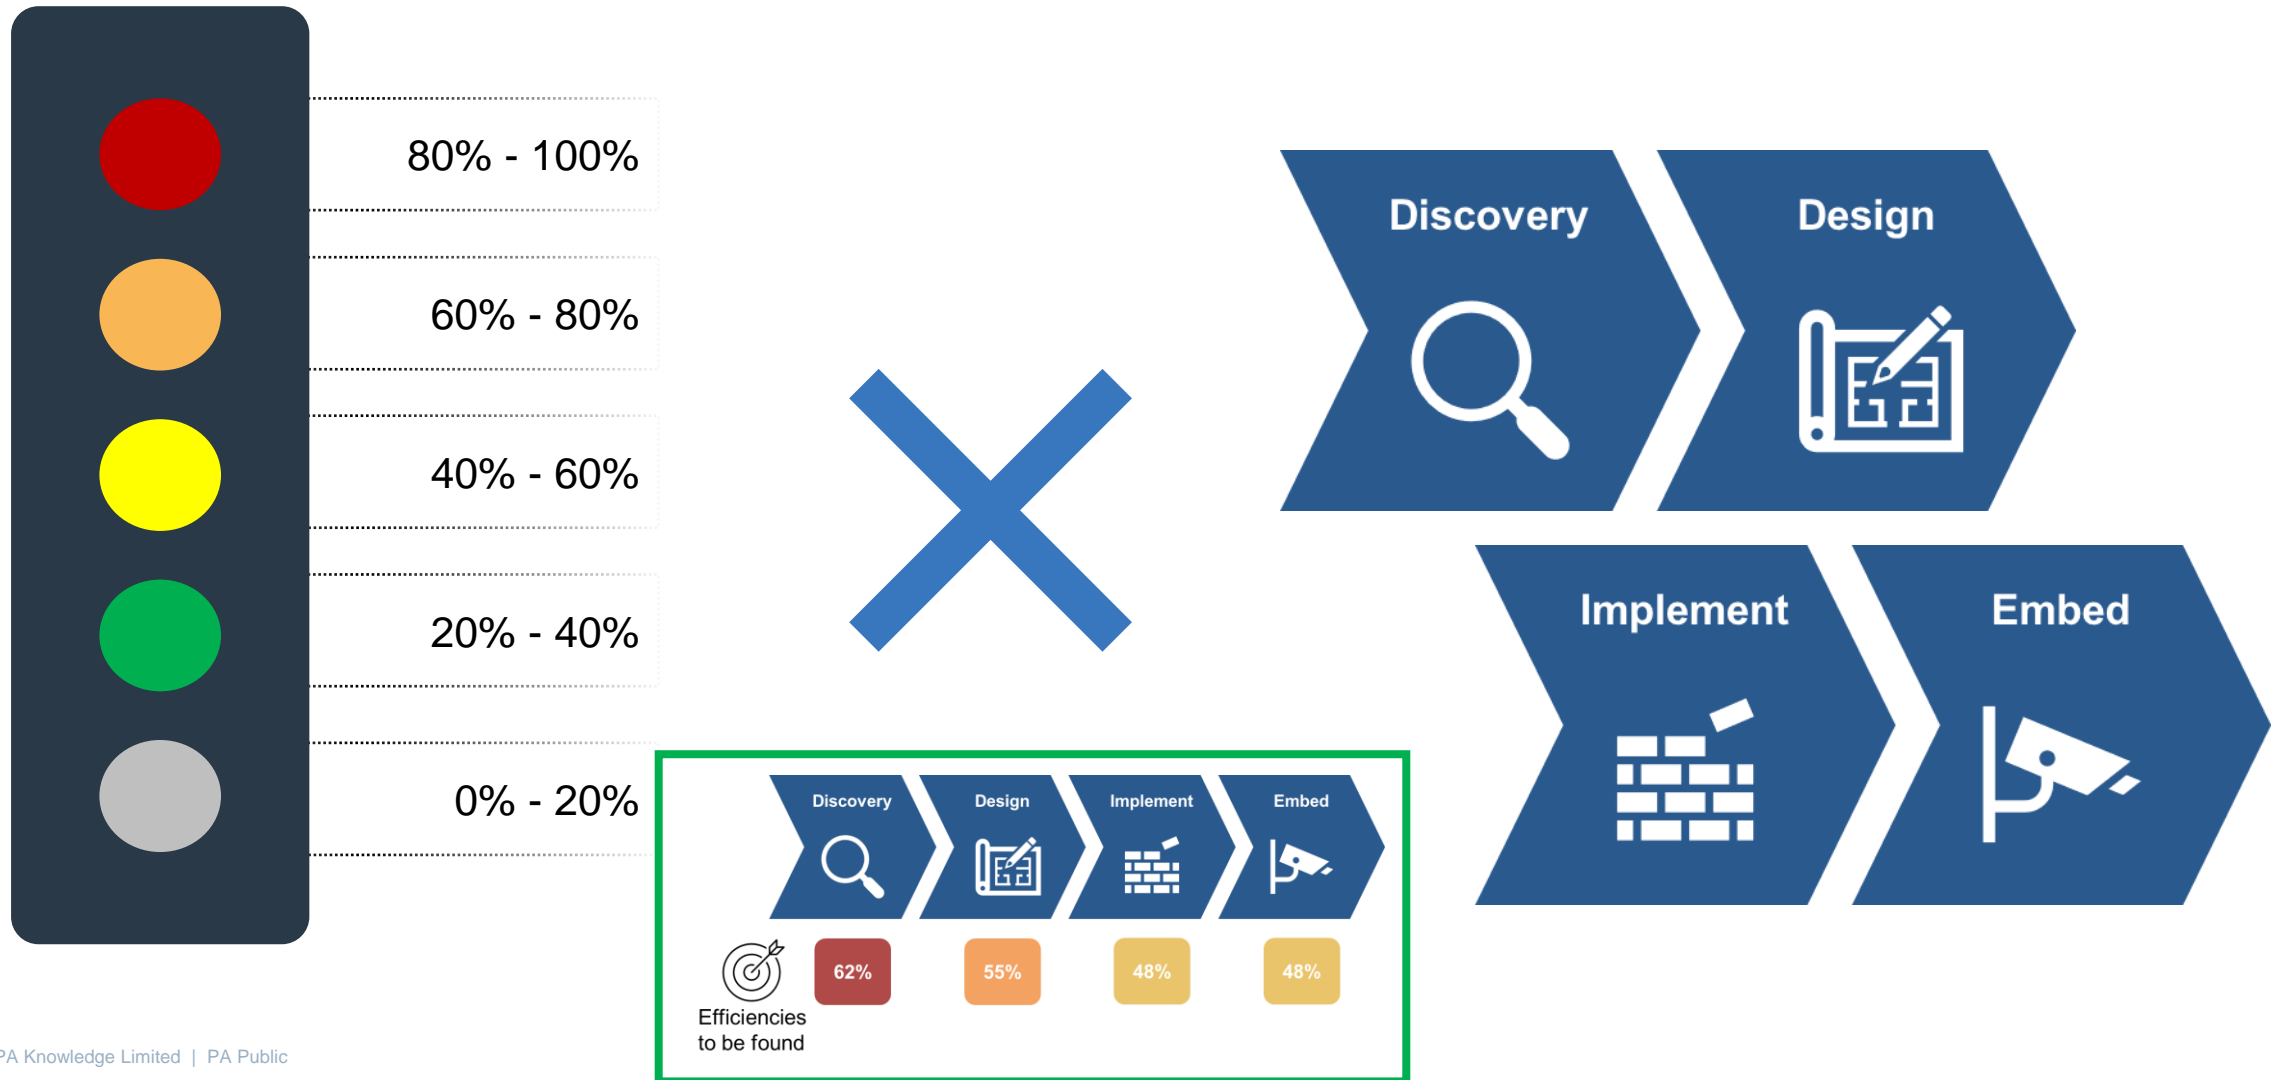 80% - 100%
60% - 80%
40% - 60%
20% - 40%
0% - 20%
Discovery
Design
Implement
Embed
Discovery
Design
Implement
Embed
62%
55%
48%
48%
Efficiencies
to be found
PA Knowledge Limited | PA Public